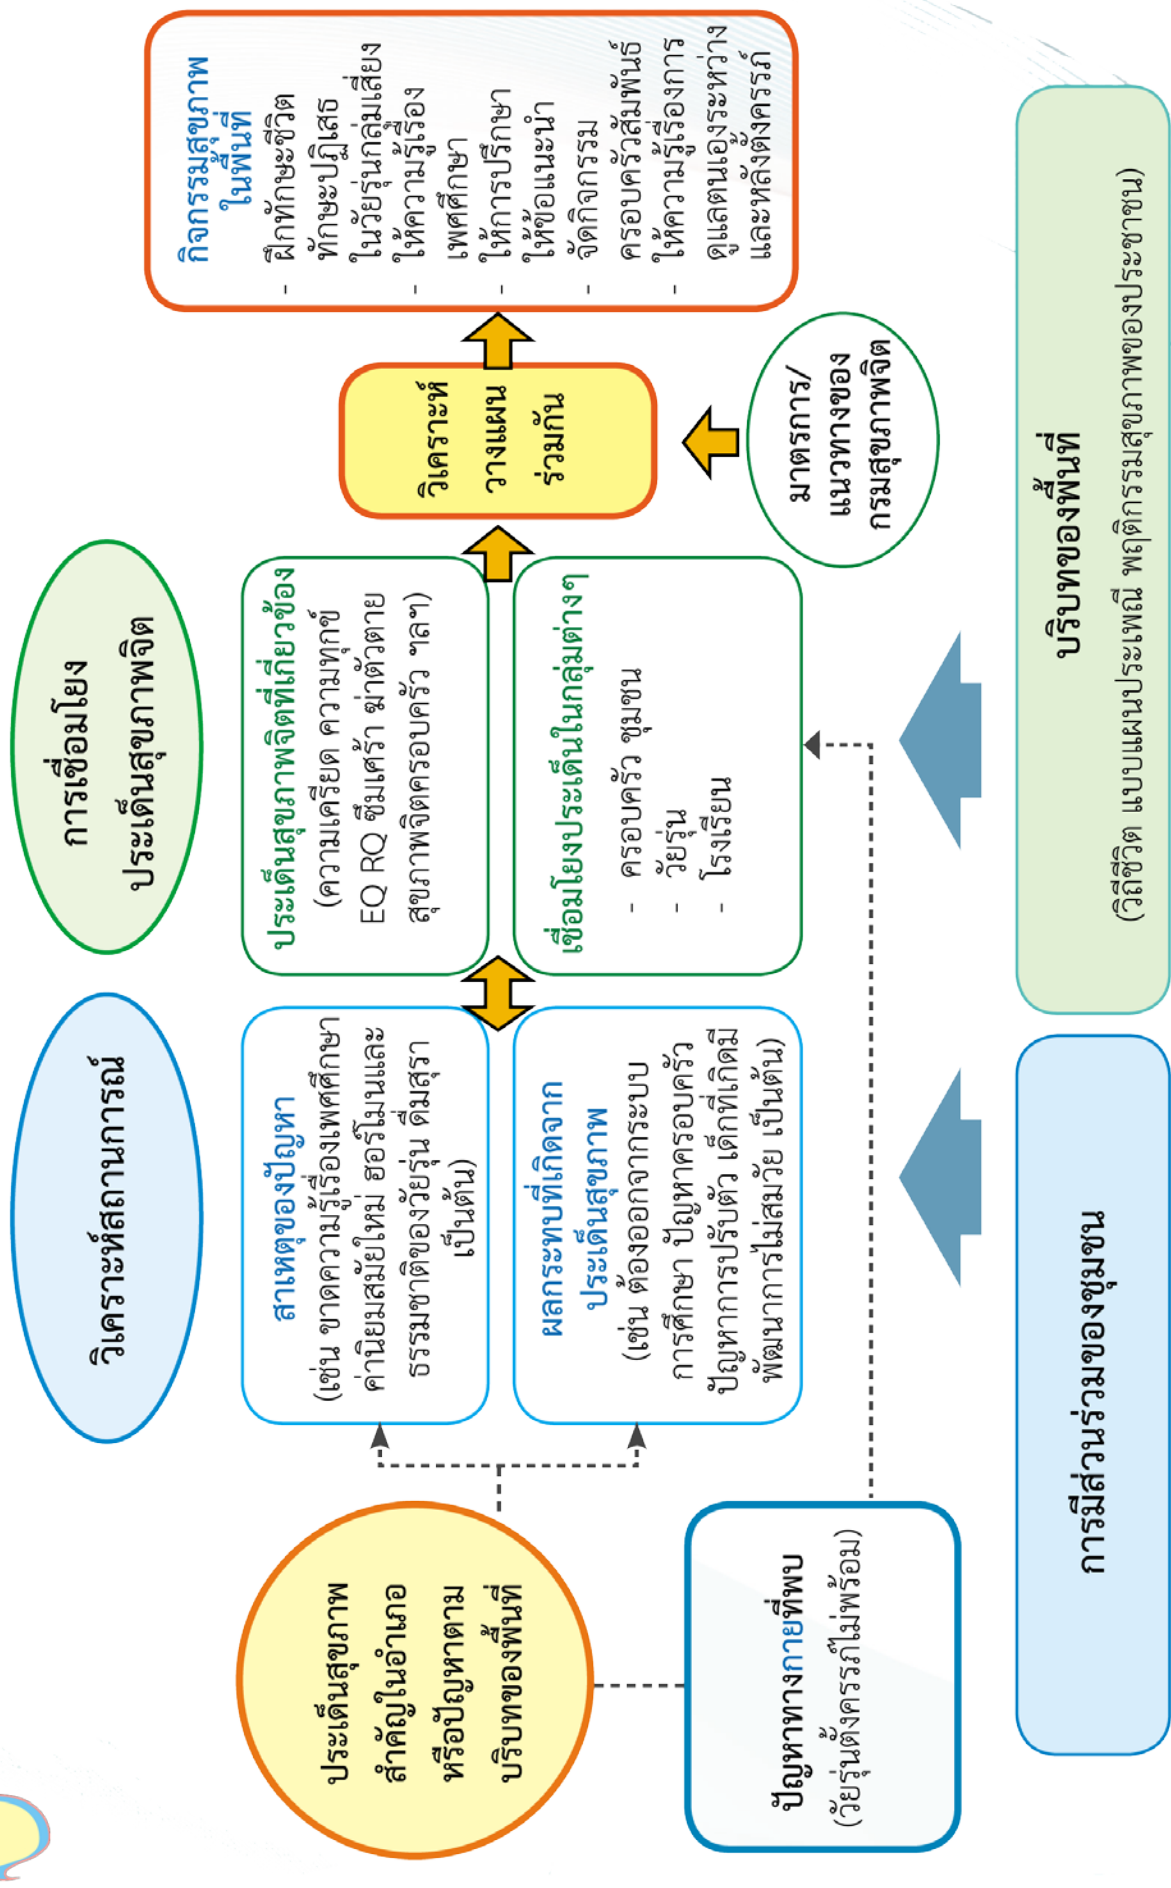 วิเคราะห์สถานการณ์
การเชื่อมโยง
ประเด็นสุขภาพจิต
ประเด็นสุขภาพ
สำคัญในอำเภอ
หรือปัญหาตาม
บริบทของพื้นที่
ปัญหาทางกายที่พบ
(วัยรุ่นตั้งครรภ์ไม่พร้อม)
สาเหตุของปัญหา
(เช่น ขาดความรู้เรื่องเพศศึกษา
ค่านิยมสมัยใหม่ ฮอร์โมนและ
ธรรมชาติของวัยรุ่น ดื่มสุรา
เป็นต้น)
ผลกระทบที่เกิดจาก
ประเด็นสุขภาพ
(เช่น ต้องออกจากระบบ
การศึกษา ปัญหาครอบครัว
ปัญหาการปรับตัว เด็กที่เกิดมี
พัฒนาการไม่สมวัย เป็นต้น)
ประเด็นสุขภาพจิตที่เกี่ยวข้อง
(ความเครียด ความทุกข์
EQ RQ ซึมเศร้า ฆ่าตัวตาย
สุขภาพจิตครอบครัว ฯลฯ)
เชื่อมโยงประเด็นในกลุ่มต่างๆ
- ครอบครัว ชุมชน
- วัยรุ่น
- โรงเรียน
วิเคราะห์
วางแผน
ร่วมกัน
มาตรการ/
แนวทางของ
กรมสุขภาพจิต
กิจกรรมสุขภาพ
ในพื้นที่
- ฝึกทักษะชีวิต
ทักษะปฏิเสธ
ในวัยรุ่นกลุ่มเสี่ยง
- ให้ความรู้เรื่อง
เพศศึกษา
- ให้การปรึกษา
ให้ข้อแนะนำ
- จัดกิจกรรม
ครอบครัวสัมพันธ์
- ให้ความรู้เรื่องการ
ดูแลตนเองระหว่าง
และหลังตั้งครรภ์
การมีส่วนร่วมของชุมชน
บริบทของพื้นที่
(วิถีชีวิต แบบแผนประเพณี พฤติกรรมสุขภาพของประชาชน)